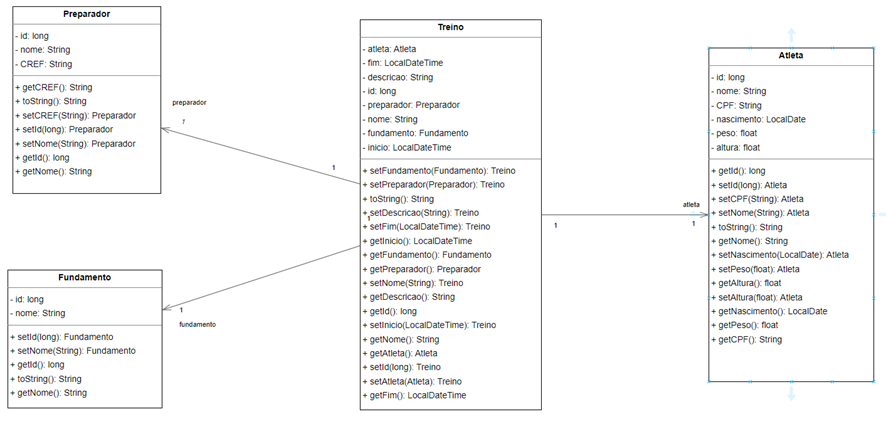 Preparador
- id: long
- nome: String
- CREF: String
+ getCREF(): String
+ toString(): String
+ setCREF(String): Preparador
+ setId(long): Preparador
+ setNome(String): Preparador
+ getId(): long
+ getNome(): String
preparador
1
1
Treino
- atleta: Atleta
- fim: LocalDateTime
- descricao: String
- id: long
- preparador: Preparador
- nome: String
- fundamento: Fundamento
- inicio: LocalDateTime
+ setFundamento(Fundamento): Treino
+ setPreparador(Preparador): Treino
+ toString(): String
+ setDescricao(String): Treino
+ setFim(LocalDateTime): Treino
+ getInicio(): LocalDateTime
+ getFundamento(): Fundamento
+ getPreparador(): Preparador
+ setNome(String): Treino
+ getDescricao(): String
+ getId(): long
+ setInicio(LocalDateTime): Treino
+ getNome(): String
+ getAtleta(): Atleta
+ setId(long): Treino
+ setAtleta(Atleta): Treino
+ getFim(): LocalDateTime
1
atleta
1
1
Atleta
- id: long
- nome: String
- CPF: String
- nascimento: LocalDate
- peso: float
- altura: float
+ getId(): long
+ setId(long): Atleta
+ setCPF(String): Atleta
+ setNome(String): Atleta
+ toString(): String
+ getNome(): String
+ setNascimento(LocalDate): Atleta
+ setPeso(float): Atleta
+ getAltura(): float
+ setAltura(float): Atleta
+ getNascimento(): LocalDate
+ getPeso(): float
+ getCPF(): String
Fundamento
- id: long
- nome: String
+ setId(long): Fundamento
+ setNome(String): Fundamento
+ getId(): long
+ toString(): String
+ getNome(): String
1
fundamento